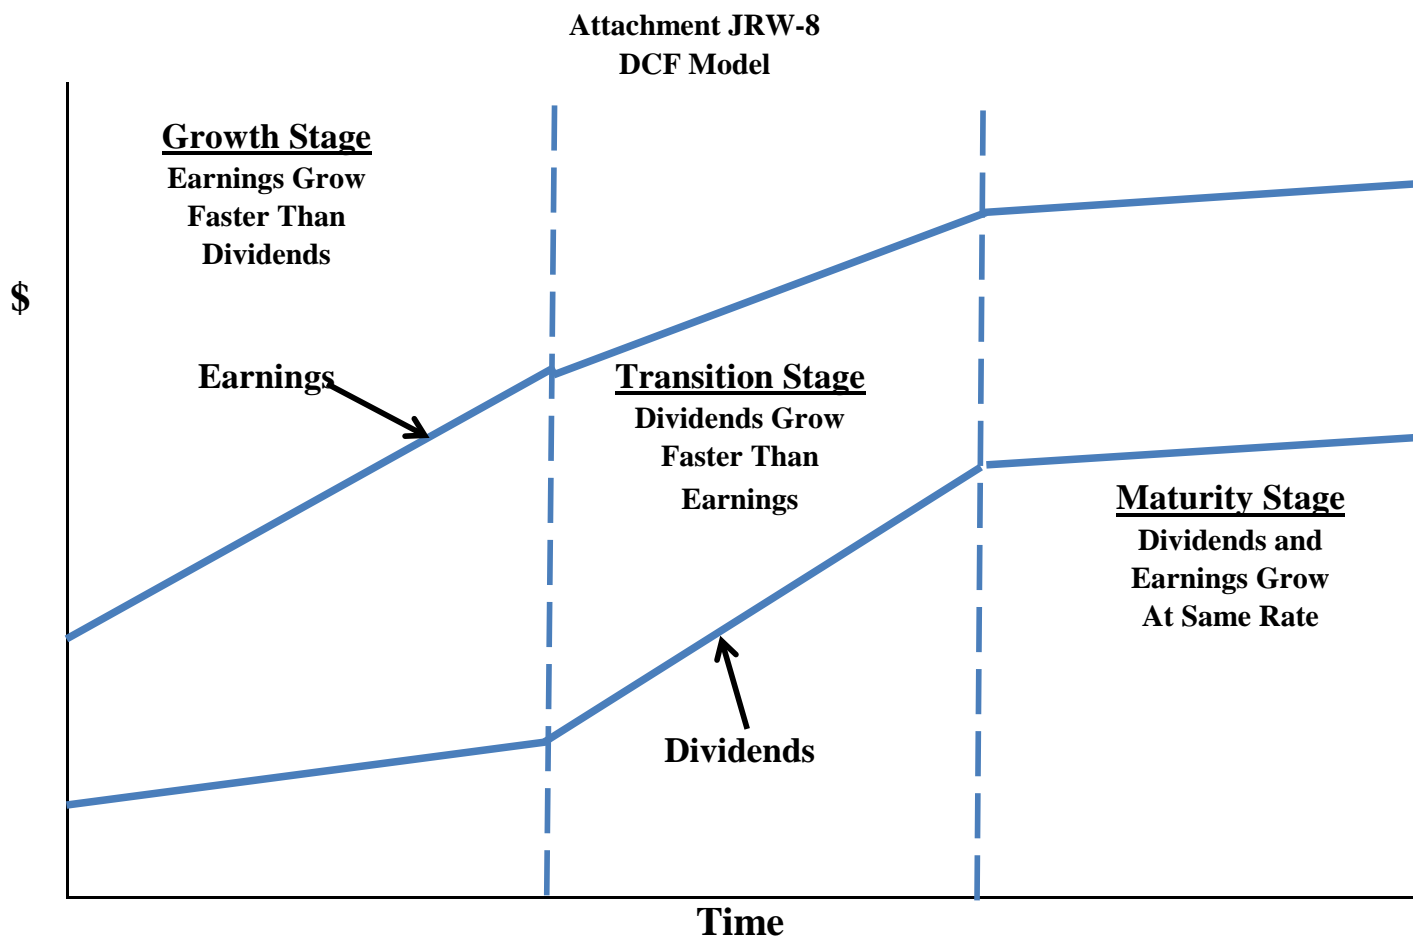 Attachment JRW-8
DCF Model
Growth Stage
Earnings Grow
Faster Than
Dividends
$
Earnings
Transition Stage
Dividends Grow
Faster Than
Earnings
Maturity Stage
Dividends and
Earnings Grow
At Same Rate
Dividends
Time